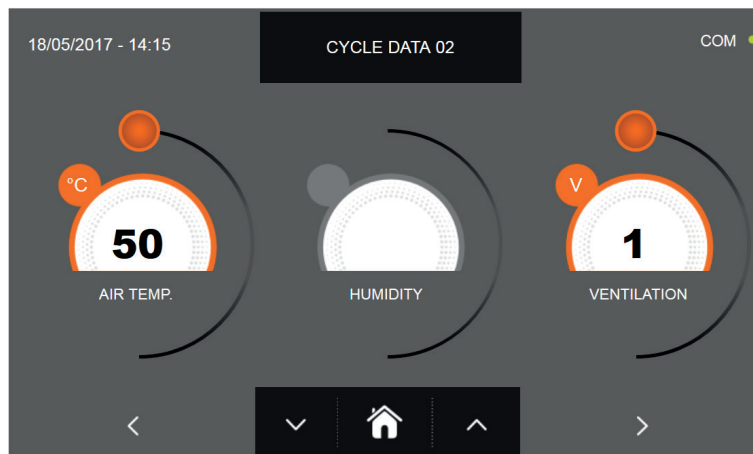 18/05/2017 - 14:15
CYCLE DATA 02
COM
°C
V
50
1
AIR TEMP.
HUMIDITY
VENTILATION